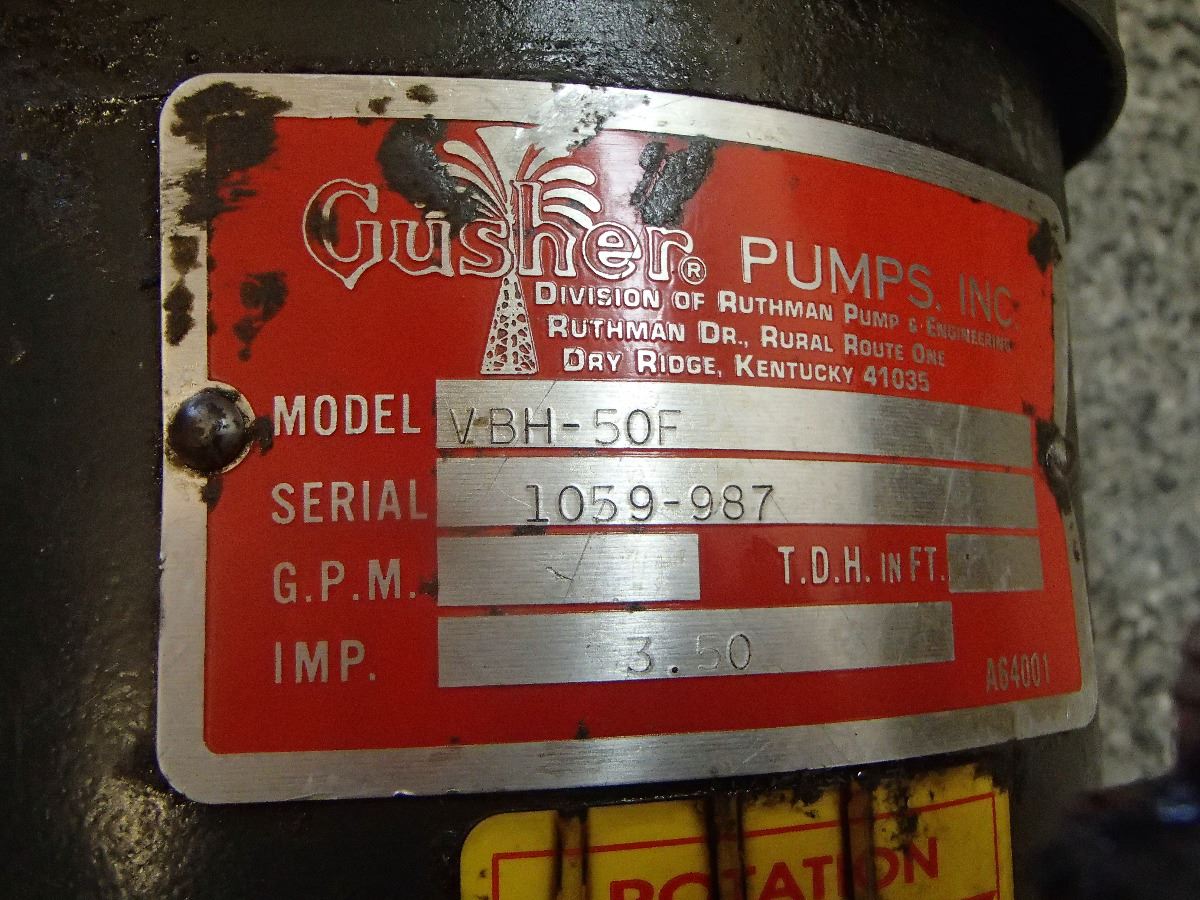 Gusher® PUMPS, INC.
DIVISION OF RUTHMAN PUMP & ENGINEERING
RUTHMAN DR., RURAL ROUTE ONE
DRY RIDGE, KENTUCKY 41035
MODEL VBH-50F
SERIAL 1059-987
G.P.M. T.D.H. IN FT.
IMP. 3.50
A64001
ROTATION